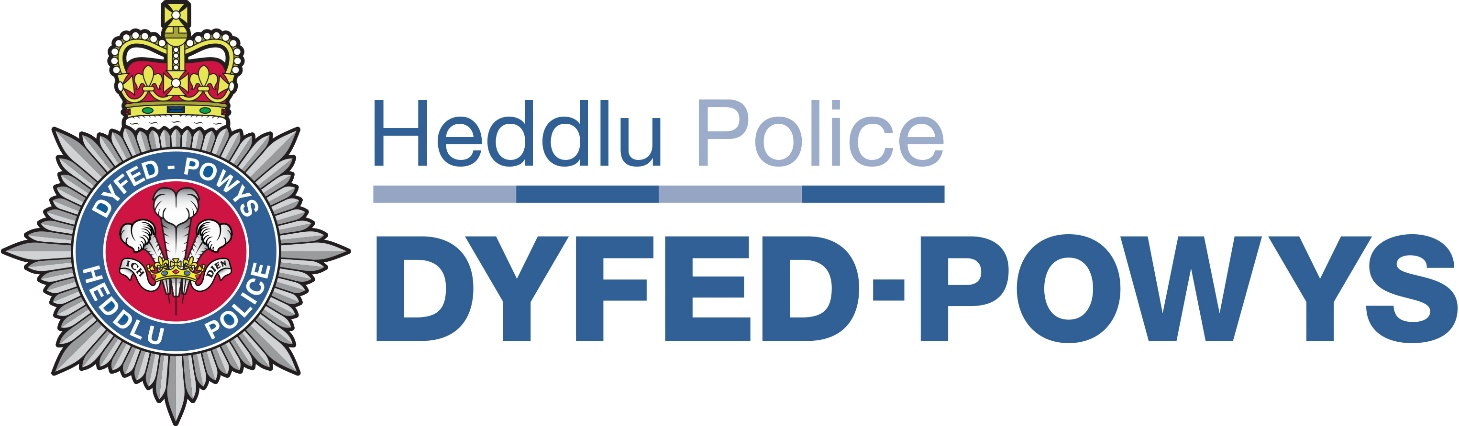 DYFED - POWYS
ICH DIEN
HEDDLU POLICE
Heddlu Police
DYFED-POWYS